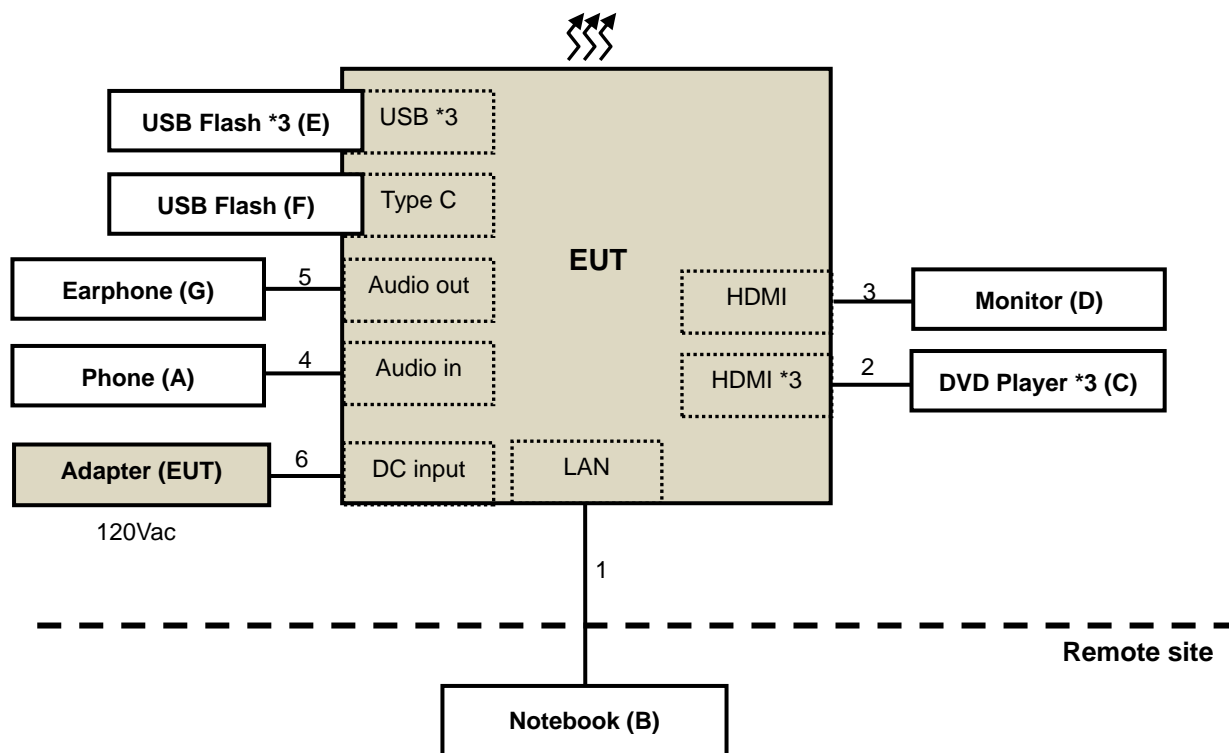 USB Flash *3 (E)
USB *3
USB Flash (F)
Type C
EUT
Earphone (G)
5
Audio out
HDMI
3
Monitor (D)
Phone (A)
4
Audio in
HDMI *3
2
DVD Player *3 (C)
Adapter (EUT)
6
DC input
LAN
120Vac
1
Remote site
Notebook (B)